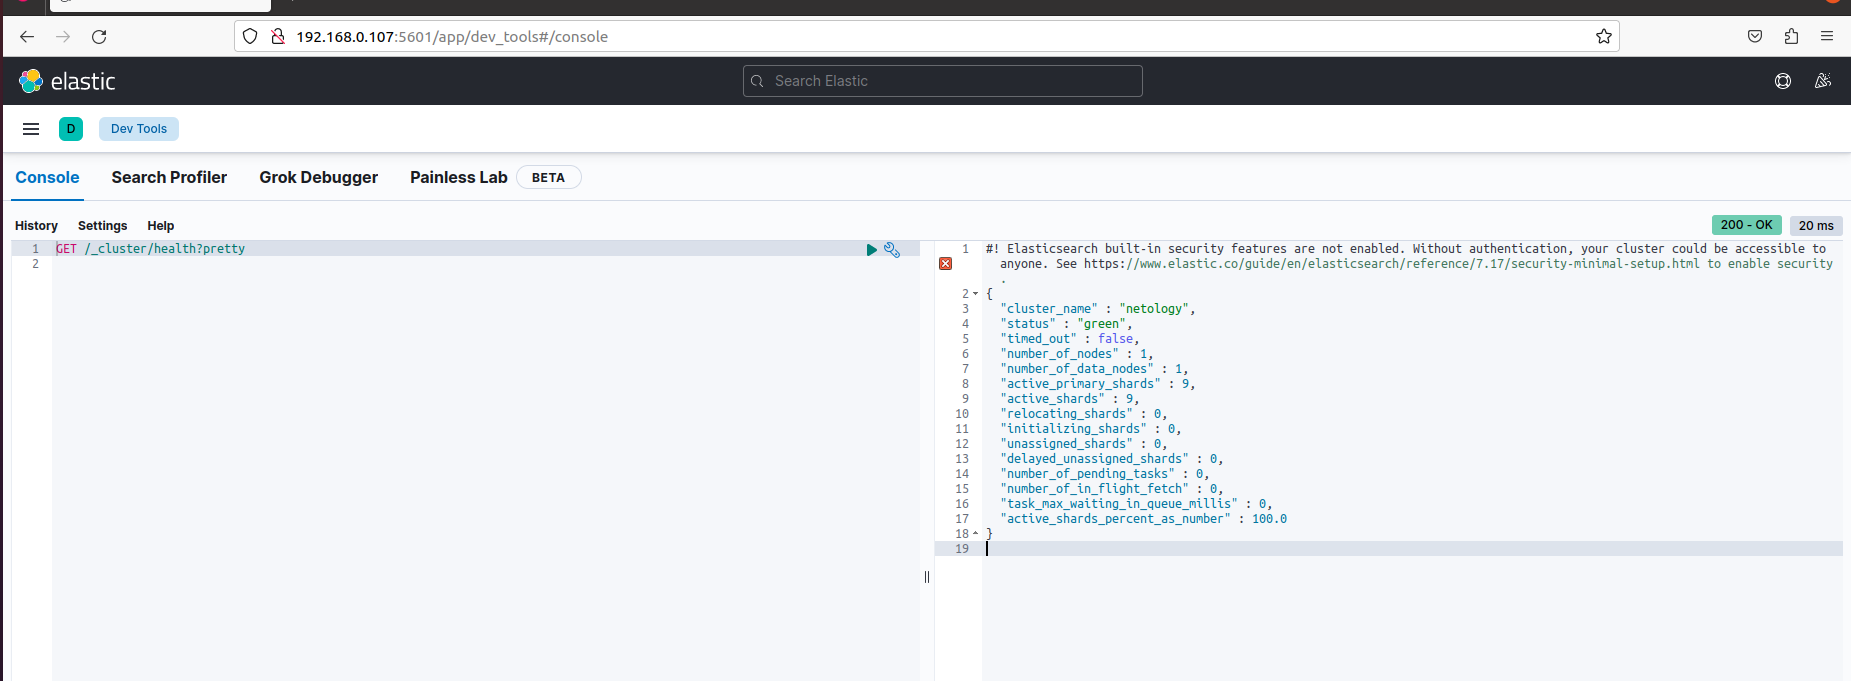 192.168.0.107:5601/app/dev_tools#/console
elastic
Search Elastic
D
Dev Tools
Console Search Profiler Grok Debugger Painless Lab BETA
History Settings Help
200 - OK 20 ms
1 GET /_cluster/health?pretty
2
1 #! Elasticsearch built-in security features are not enabled. Without authentication, your cluster could be accessible to
anyone. See https://www.elastic.co/guide/en/elasticsearch/reference/7.17/security-minimal-setup.html to enable security
.
2 {
3 "cluster_name" : "netology",
4 "status" : "green",
5 "timed_out" : false,
6 "number_of_nodes" : 1,
7 "number_of_data_nodes" : 1,
8 "active_primary_shards" : 9,
9 "active_shards" : 9,
10 "relocating_shards" : 0,
11 "initializing_shards" : 0,
12 "unassigned_shards" : 0,
13 "delayed_unassigned_shards" : 0,
14 "number_of_pending_tasks" : 0,
15 "number_of_in_flight_fetch" : 0,
16 "task_max_waiting_in_queue_millis" : 0,
17 "active_shards_percent_as_number" : 100.0
18 }
19